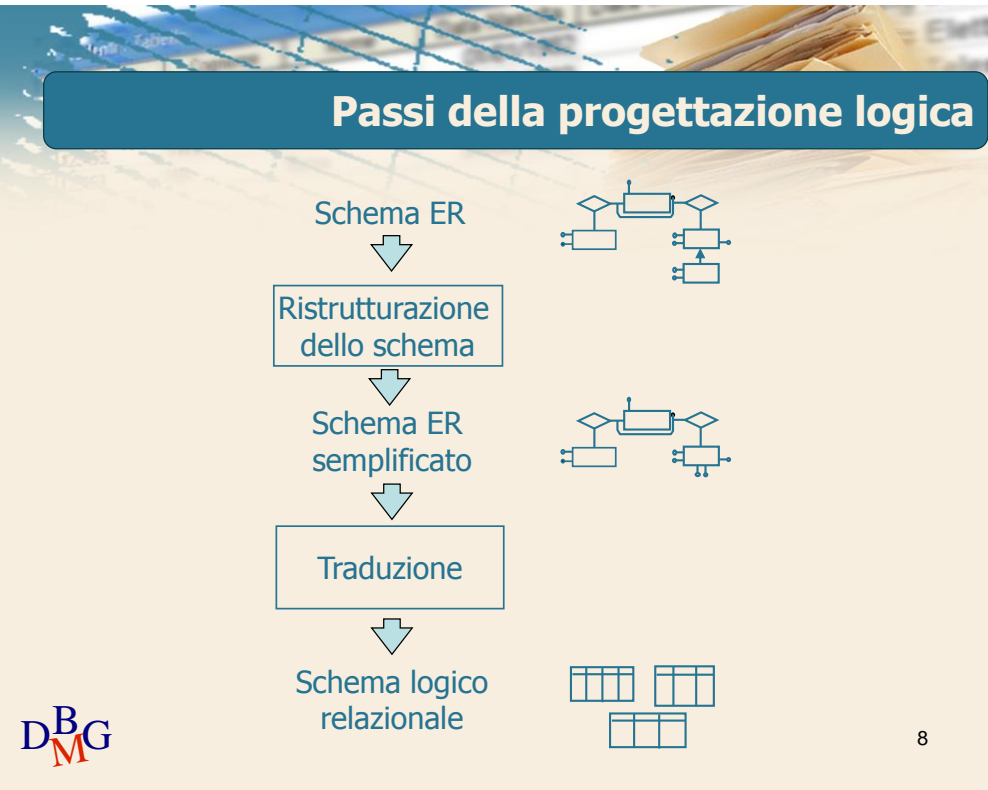 Passi della progettazione logica
Schema ER
Ristrutturazione
dello schema
Schema ER
semplificato
Traduzione
Schema logico
relazionale
DBMG
8